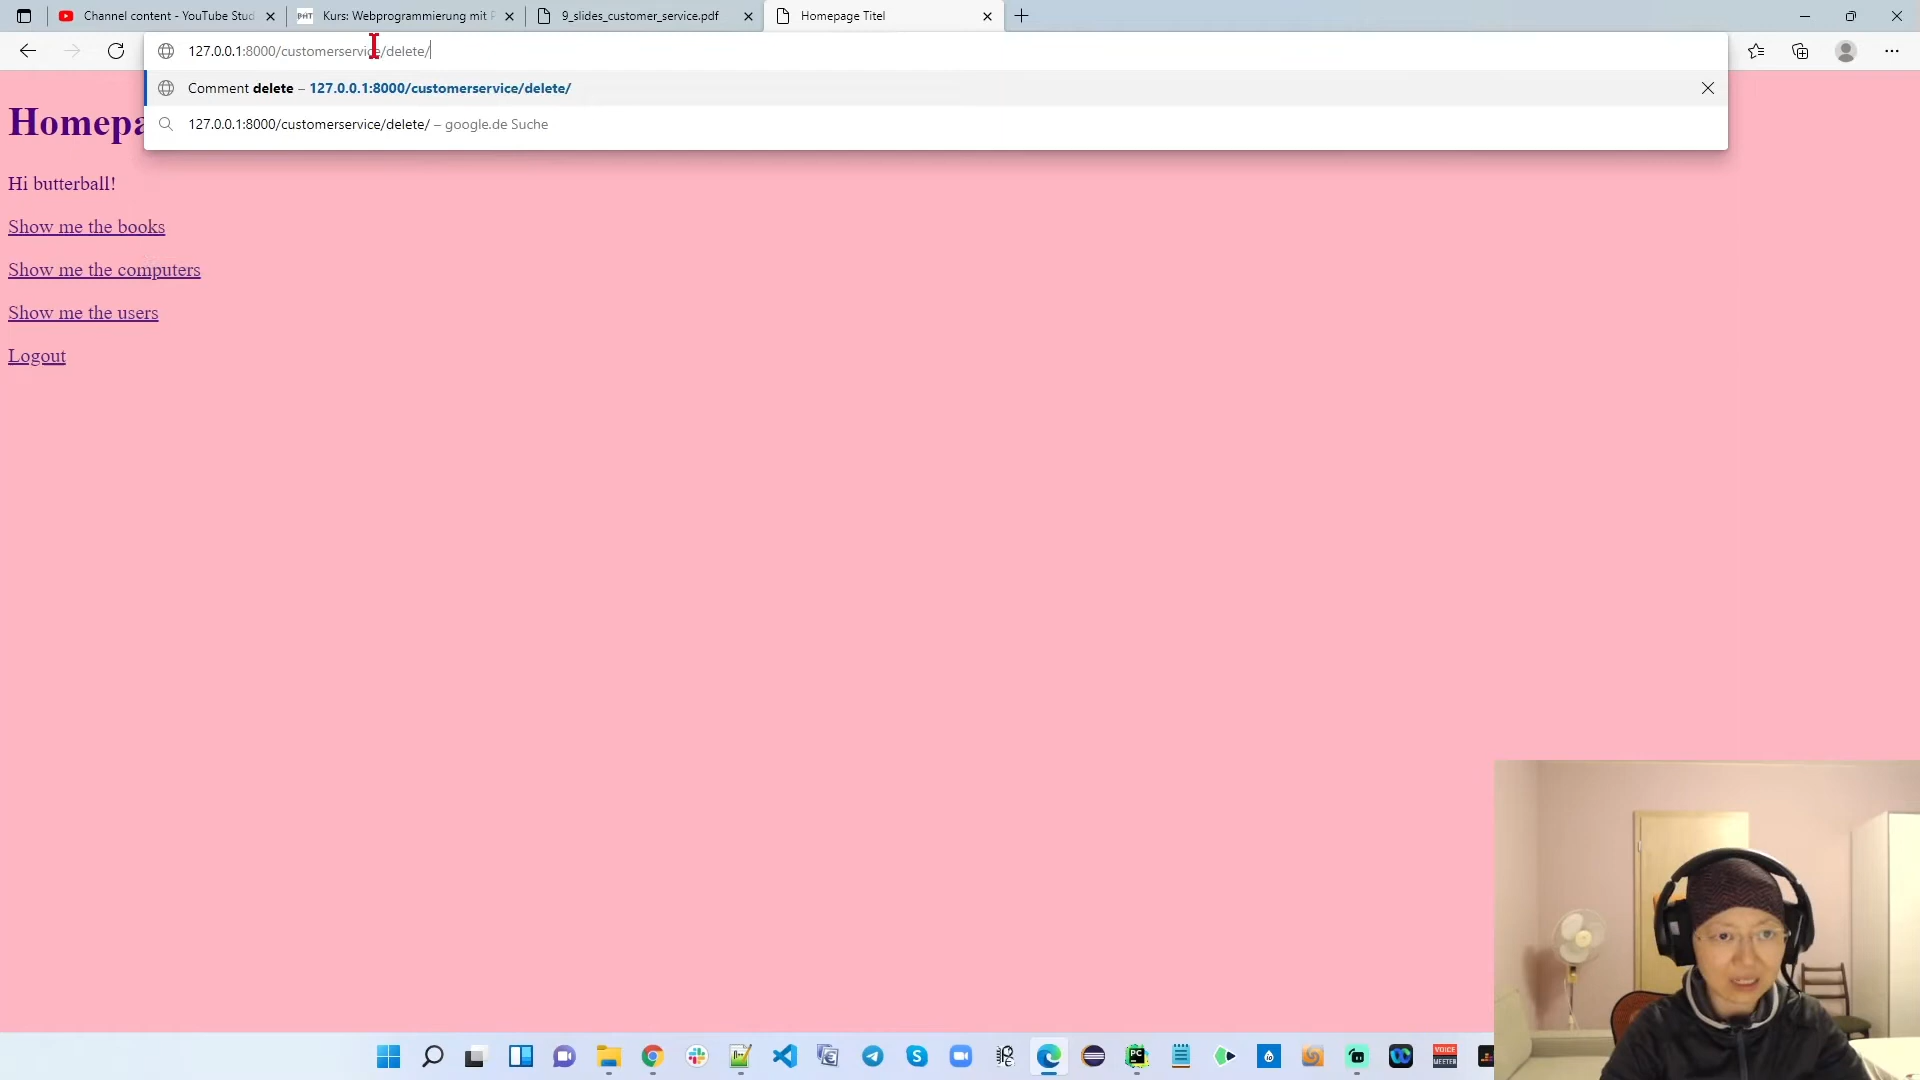 Channel content - YouTube Stud
Kurs: Webprogrammierung mit P
9_slides_customer_service.pdf
Homepage Titel
127.0.0.1:8000/customerservice/delete/
Comment delete – 127.0.0.1:8000/customerservice/delete/
127.0.0.1:8000/customerservice/delete/ – google.de Suche
Homepa
Hi butterball!
Show me the books
Show me the computers
Show me the users
Logout
VOICE
MEETER